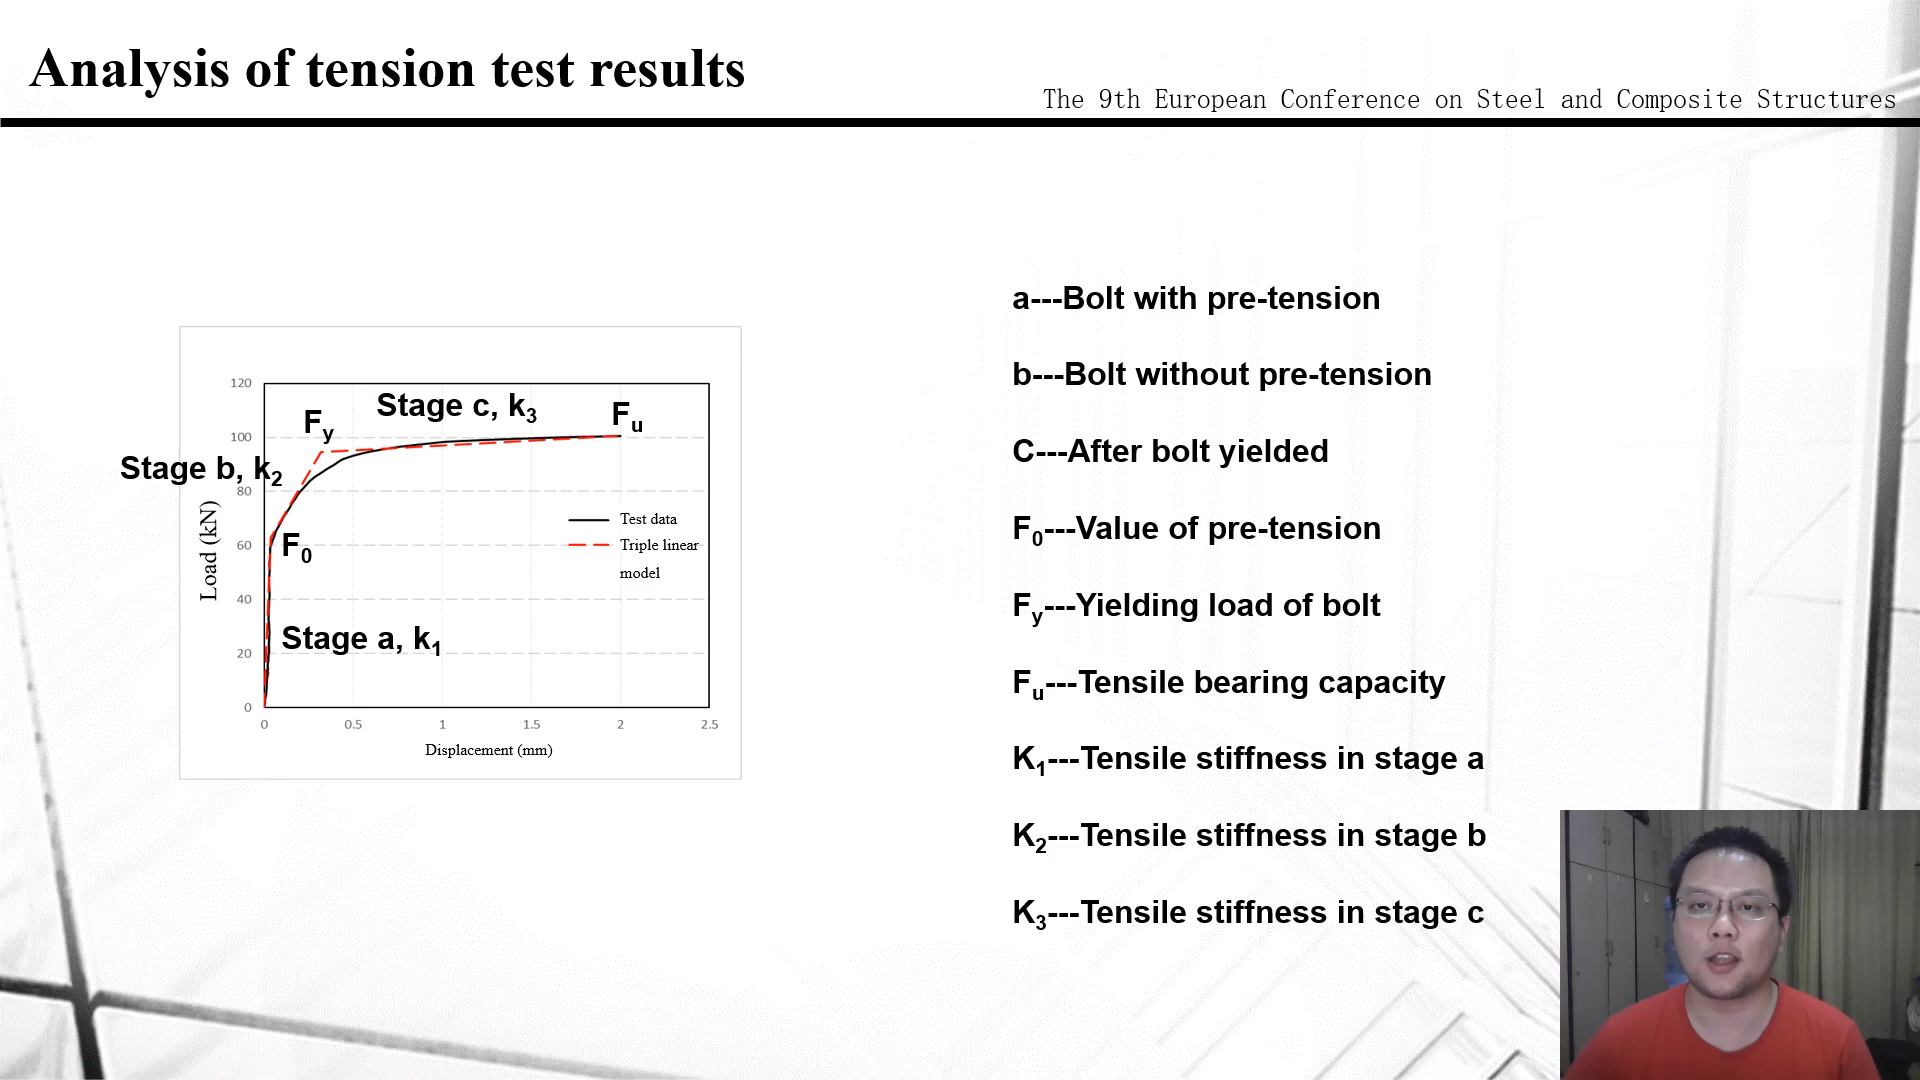 Analysis of tension test results
The 9th European Conference on Steel and Composite Structures
120
100
80
60
40
20
0
0
0.5
1
1.5
2
2.5
Load (kN)
Displacement (mm)
Stage c, k3
Fy
Fu
Stage b, k2
F0
Stage a, k1
Test data
Triple linear
model
a---Bolt with pre-tension
b---Bolt without pre-tension
C---After bolt yielded
F0---Value of pre-tension
Fy---Yielding load of bolt
Fu---Tensile bearing capacity
K1---Tensile stiffness in stage a
K2---Tensile stiffness in stage b
K3---Tensile stiffness in stage c